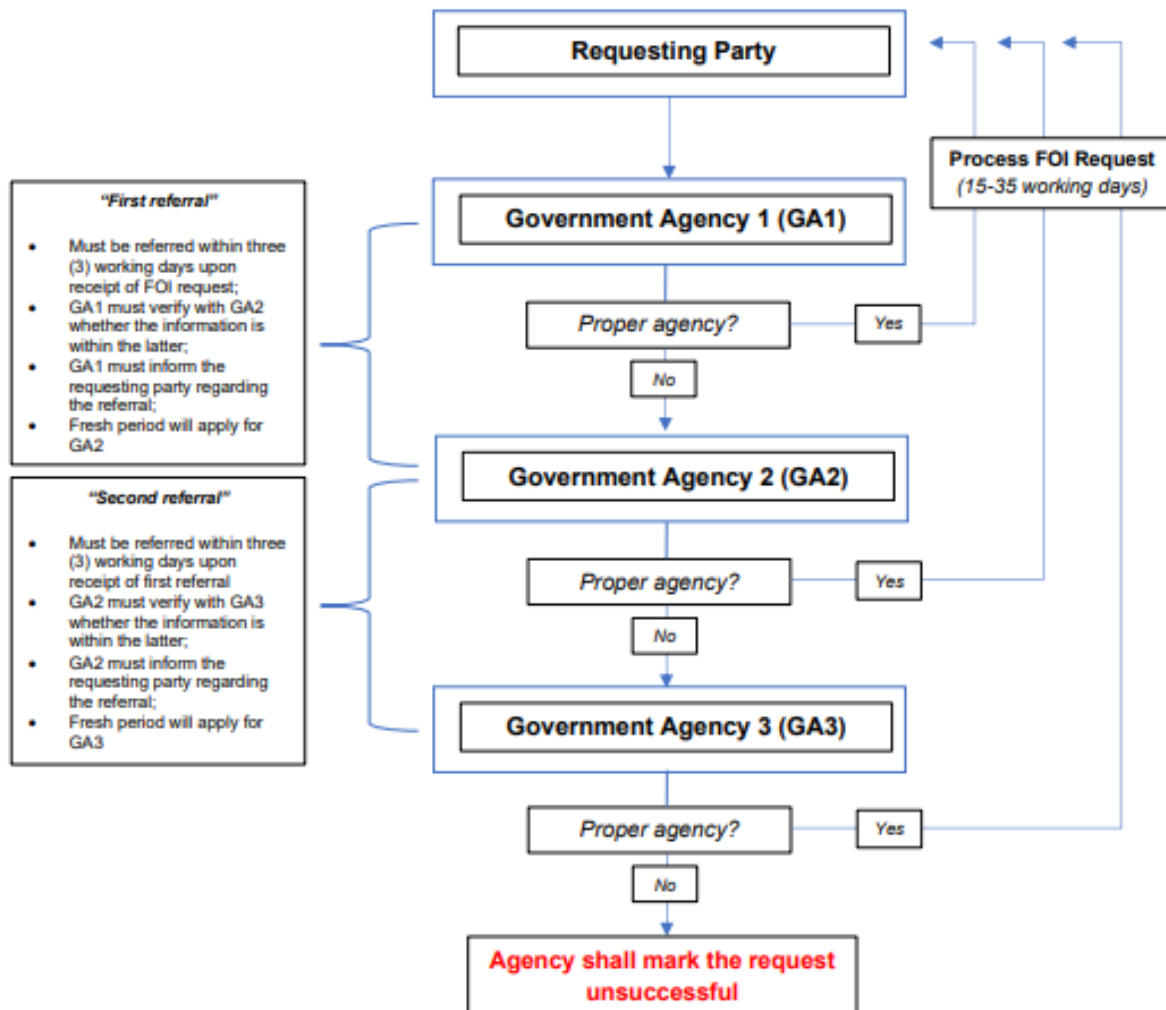 Requesting Party
Process FOI Request
(15-35 working days)
“First referral”
• Must be referred within three
(3) working days upon
receipt of FOI request;
• GA1 must verify with GA2
whether the information is
within the latter;
• GA1 must inform the
requesting party regarding
the referral;
• Fresh period will apply for
GA2
Government Agency 1 (GA1)
Proper agency?
Yes
No
Government Agency 2 (GA2)
“Second referral”
• Must be referred within three
(3) working days upon
receipt of first referral
• GA2 must verify with GA3
whether the information is
within the latter;
• GA2 must inform the
requesting party regarding
the referral;
• Fresh period will apply for
GA3
Proper agency?
Yes
No
Government Agency 3 (GA3)
Proper agency?
Yes
No
Agency shall mark the request
unsuccessful